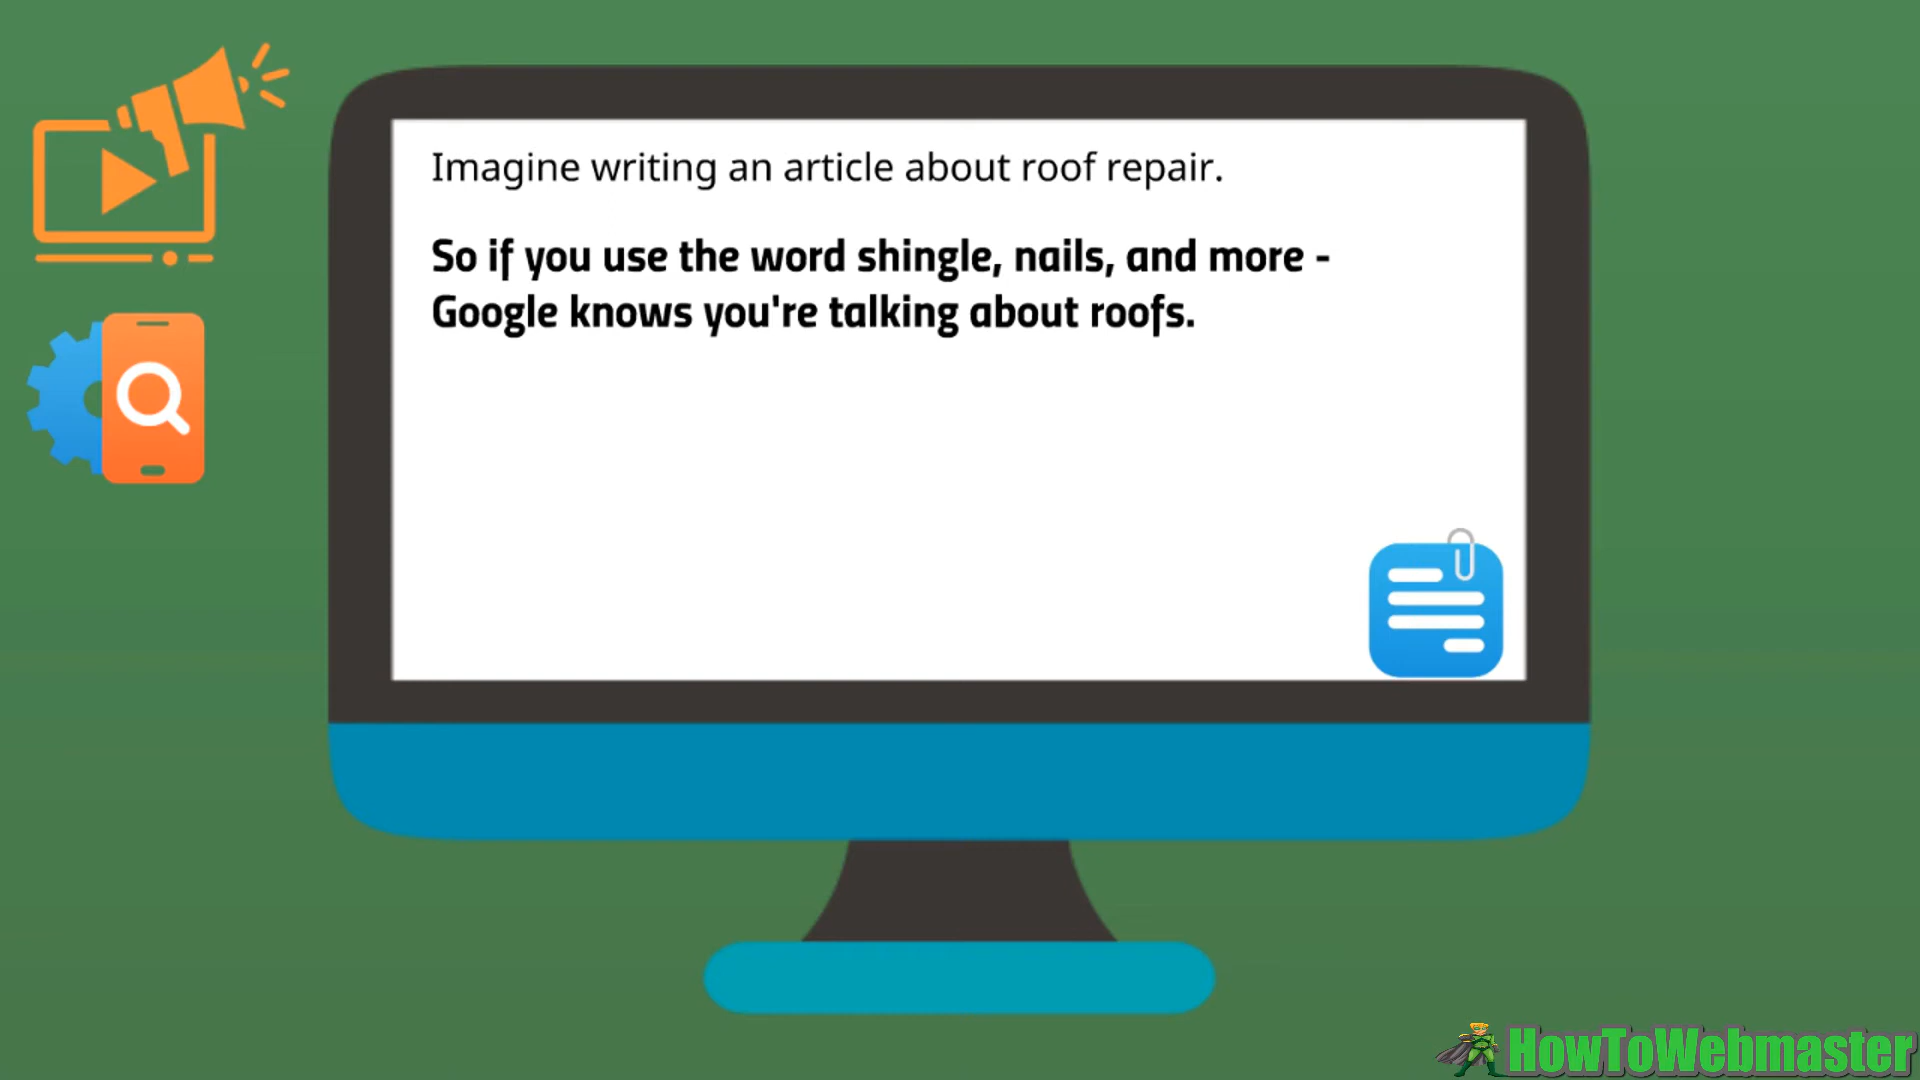 Imagine writing an article about roof repair.
So if you use the word shingle, nails, and more -
Google knows you're talking about roofs.
HowToWebmaster